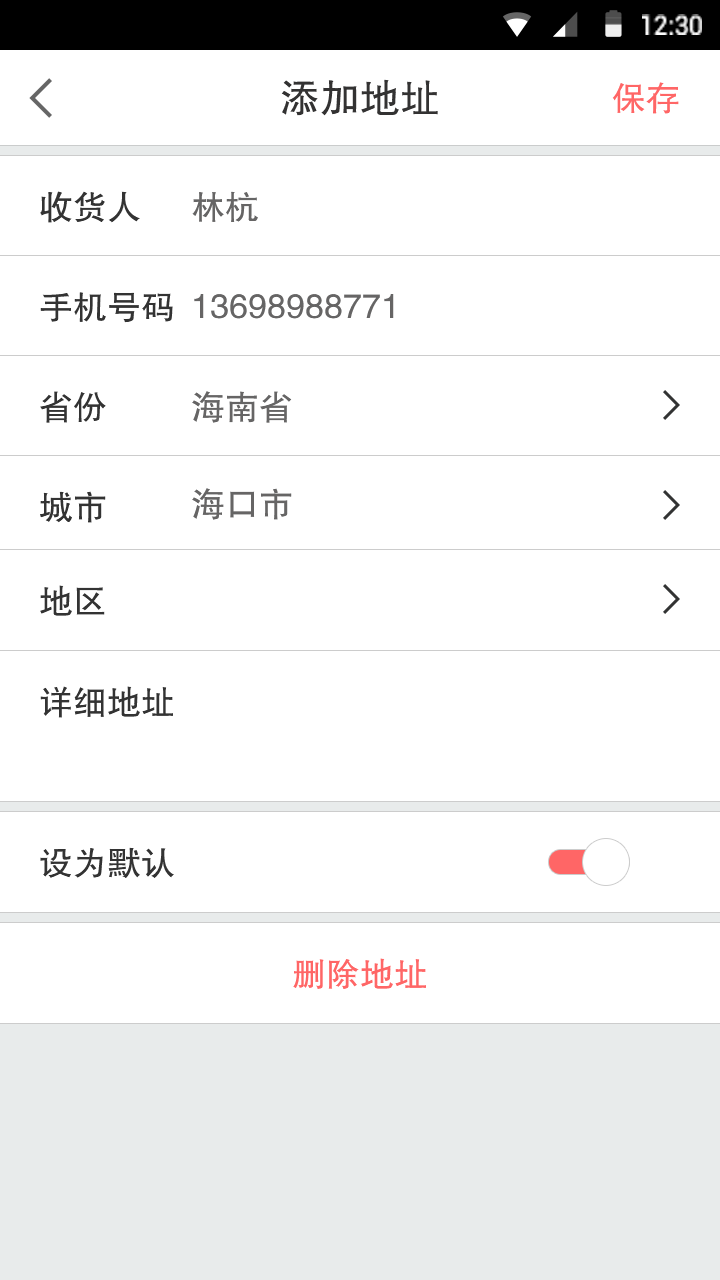 12:30
添加地址 保存
收货人 林杭
手机号码 13698988771
省份 海南省
城市 海口市
地区
详细地址
设为默认
删除地址